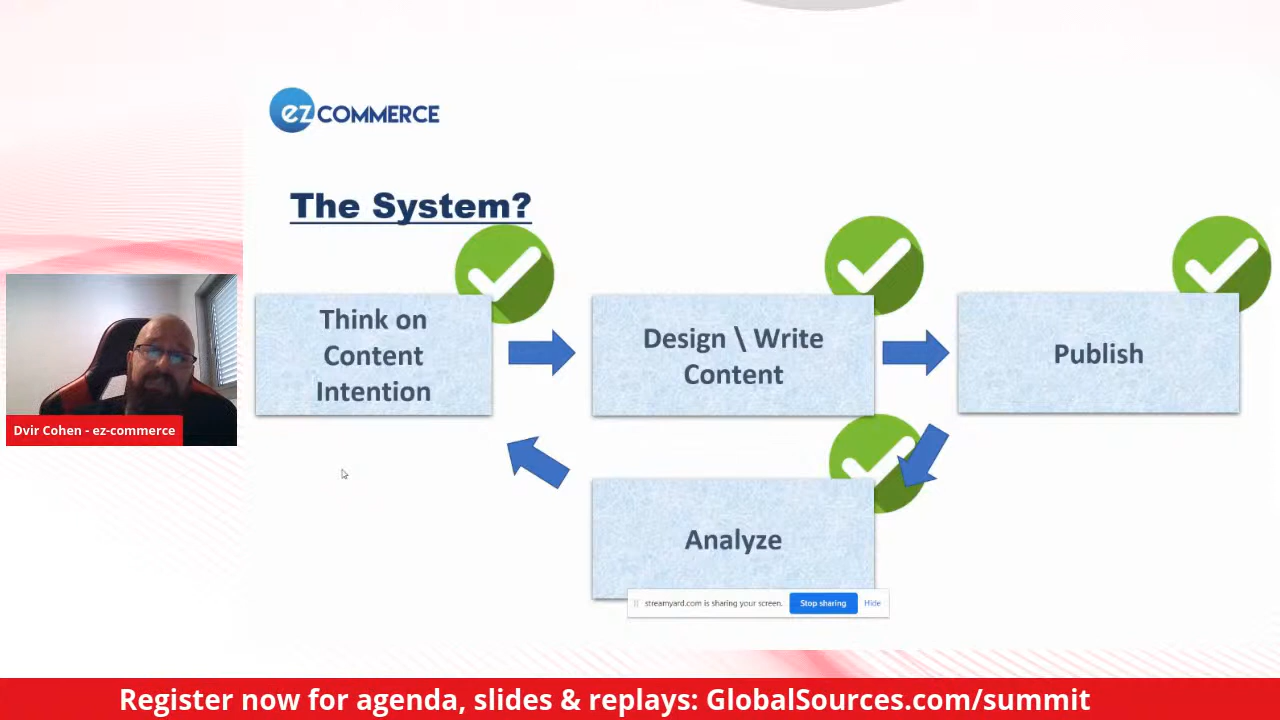 ez COMMERCE
The System?
Think on
Content
Intention
Design \ Write
Content
Publish
Analyze
streamyard.com is sharing your screen.
Stop sharing
Hide
Dvir Cohen - ez-commerce
Register now for agenda, slides & replays: GlobalSources.com/summit